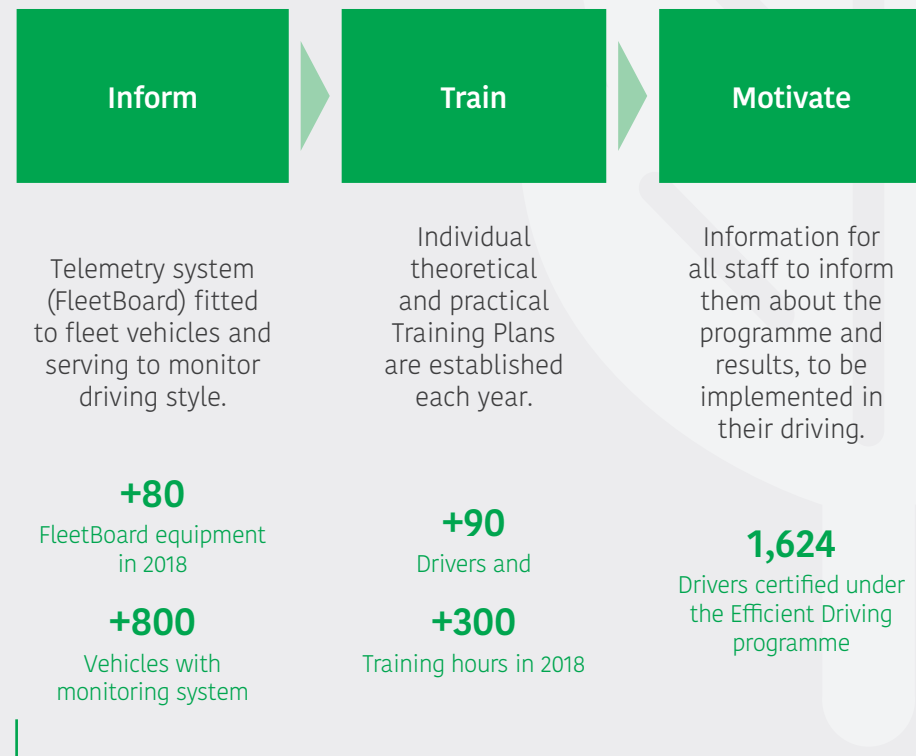 Inform
Train
Motivate
Telemetry system
(FleetBoard) fitted
to fleet vehicles and
serving to monitor
driving style.
+80
FleetBoard equipment
in 2018
+800
Vehicles with
monitoring system
Individual
theoretical
and practical
Training Plans
are established
each year.
+90
Drivers and
+300
Training hours in 2018
Information for
all staff to inform
them about the
programme and
results, to be
implemented in
their driving.
1,624
Drivers certified under
the Efficient Driving
programme